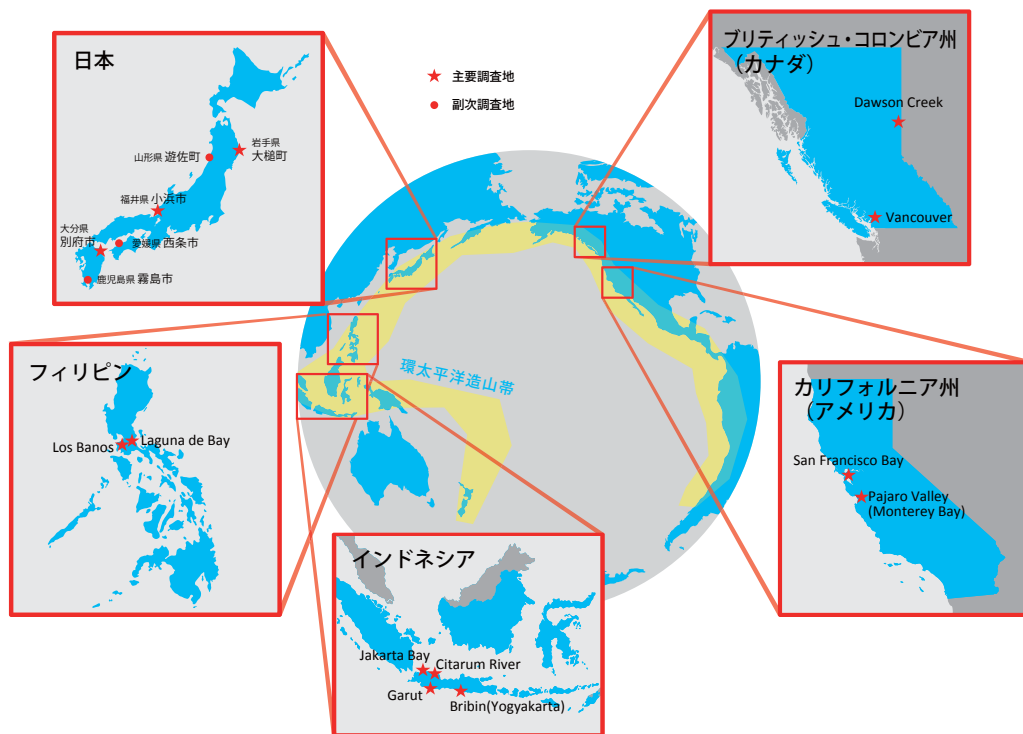 日本
★ 主要調査地
● 副次調査地
岩手県
大槌町
山形県 遊佐町
福井県 小浜市
大分県
別府市
愛媛県 西条市
鹿児島県 霧島市
ブリティッシュ・コロンビア州
（カナダ）
Dawson Creek
Vancouver
環太平洋造山帯
フィリピン
Los Banos
Laguna de Bay
カリフォルニア州
（アメリカ）
San Francisco Bay
Pajaro Valley
(Monterey Bay)
インドネシア
Jakarta Bay
Citarum River
Garut
Bribin(Yogyakarta)